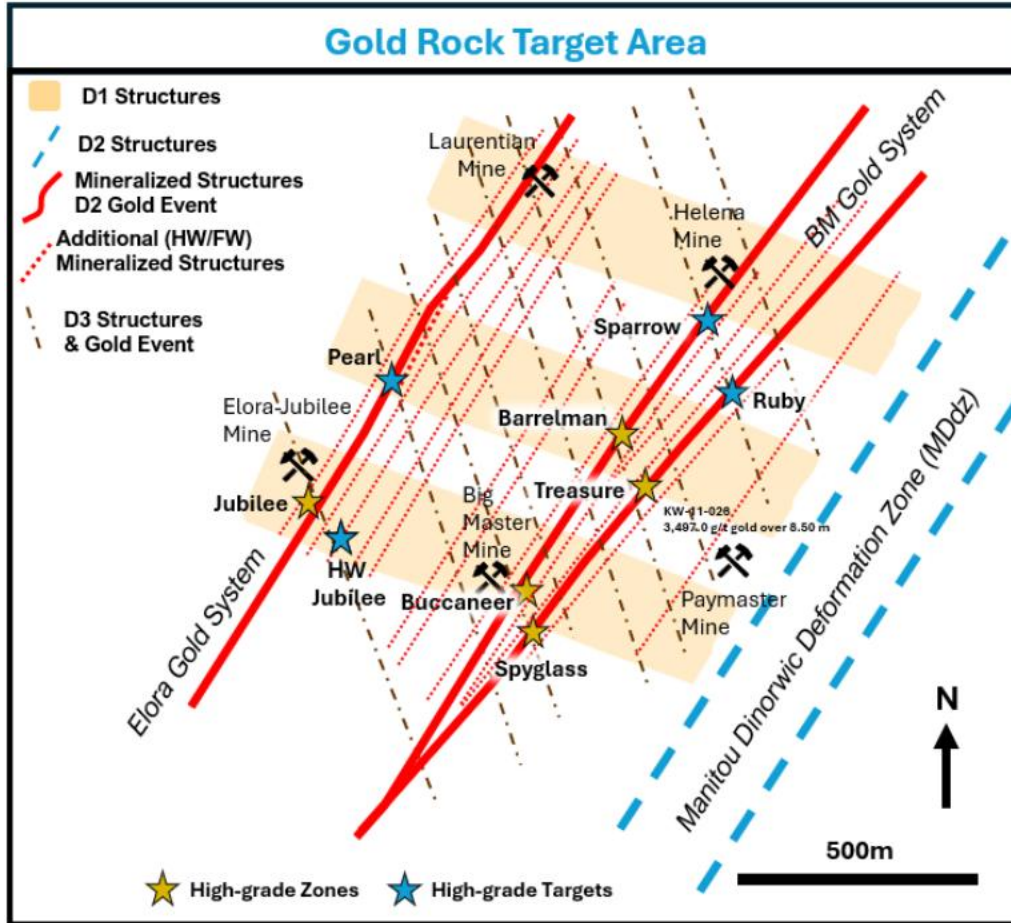 Gold Rock Target Area
D1 Structures
D2 Structures
Mineralized Structures
D2 Gold Event
Additional (HW/FW)
Mineralized Structures
D3 Structures
& Gold Event
Laurentian
Mine
Helena
Mine
BM Gold System
Sparrow
Pearl
Ruby
Elora-Jubilee
Mine
Barrelman
Jubilee
Big
Master
Mine
Treasure
KW-11-026
3,497.0 g/t gold over 8.50 m
HW
Jubilee
Buccaneer
Paymaster
Mine
Spyglass
Elora Gold System
Manitou Dinorwic Deformation Zone (MDdz)
N
500m
High-grade Zones
High-grade Targets